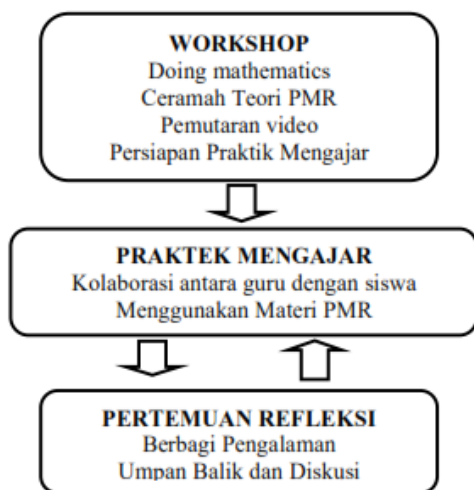 WORKSHOP
Doing mathematics
Ceramah Teori PMR
Pemutaran video
Persiapan Praktik Mengajar
PRAKTEK MENGAJAR
Kolaborasi antara guru dengan siswa
Menggunakan Materi PMR
PERTEMUAN REFLEKSI
Berbagi Pengalaman
Umpan Balik dan Diskusi